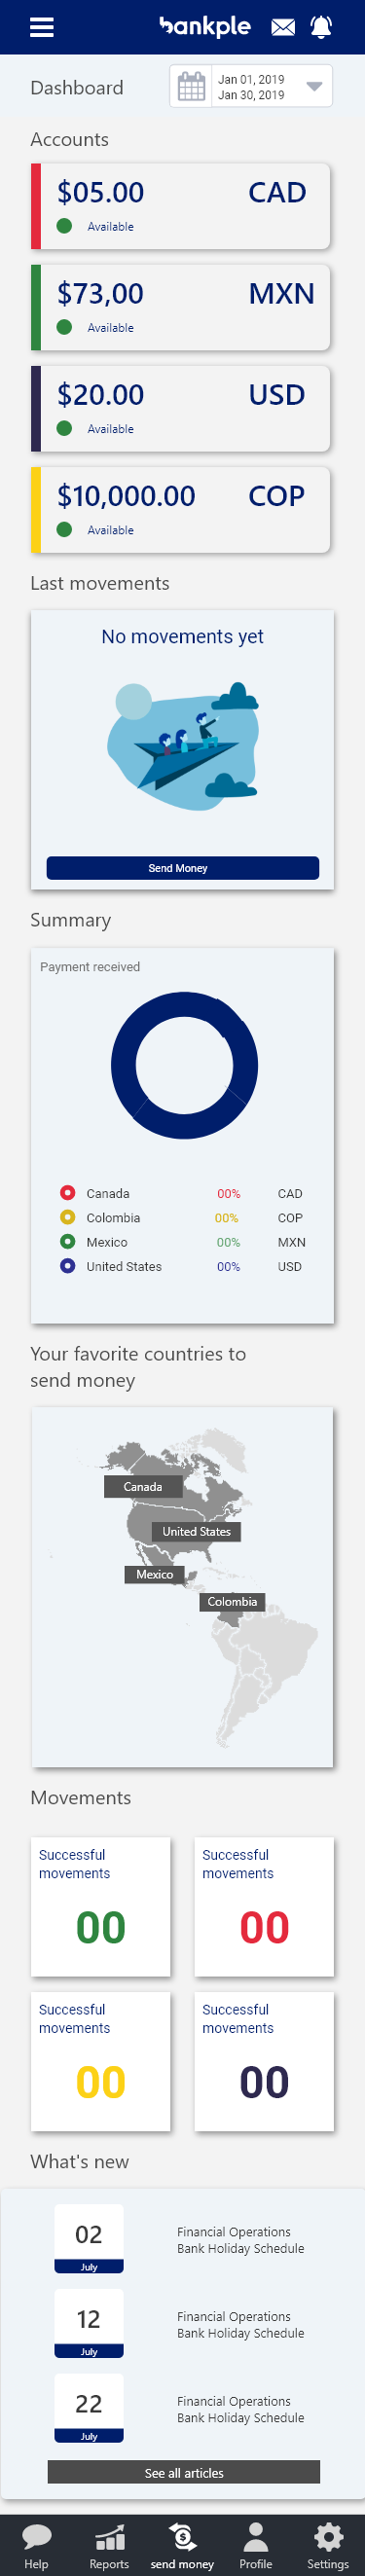 bankple
Dashboard
Jan 01, 2019
Jan 30, 2019
Accounts
$05.00 CAD
Available
$73,00 MXN
Available
$20.00 USD
Available
$10,000.00 COP
Available
Last movements
No movements yet
Send Money
Summary
Payment received
Canada 00% CAD
Colombia 00% COP
Mexico 00% MXN
United States 00% USD
Your favorite countries to
send money
Canada
United States
Mexico
Colombia
Movements
Successful
movements
00
Successful
movements
00
Successful
movements
00
Successful
movements
00
What's new
02
July
Financial Operations
Bank Holiday Schedule
12
July
Financial Operations
Bank Holiday Schedule
22
July
Financial Operations
Bank Holiday Schedule
See all articles
Help Reports send money Profile Settings